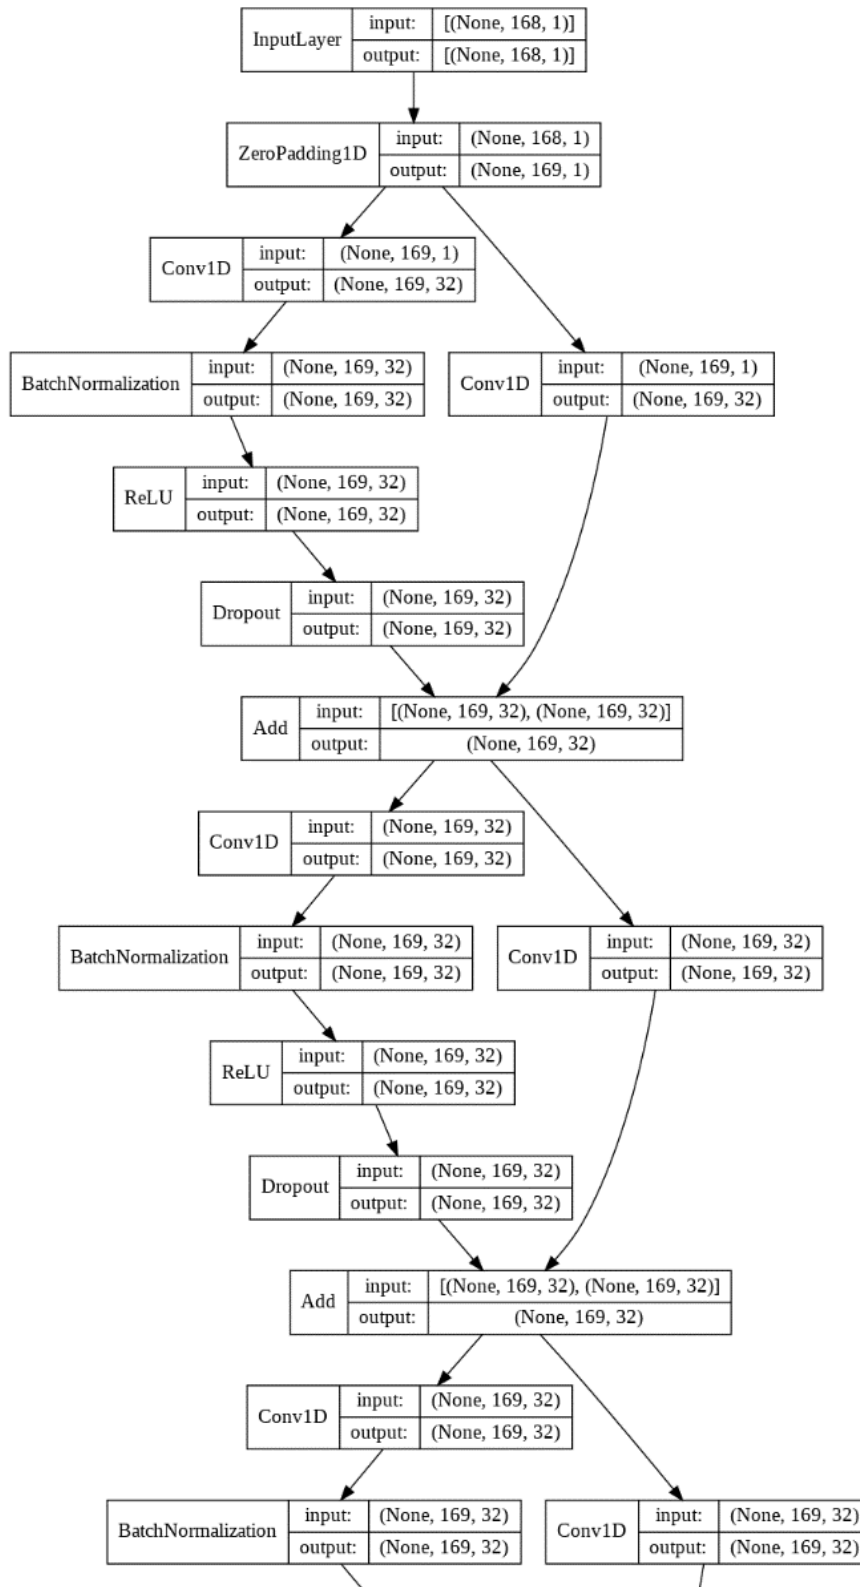 InputLayer input: [(None, 168, 1)]
output: [(None, 168, 1)]
ZeroPadding1D input: (None, 168, 1)
output: (None, 169, 1)
Conv1D input: (None, 169, 1)
output: (None, 169, 32)
BatchNormalization input: (None, 169, 32)
output: (None, 169, 32)
Conv1D input: (None, 169, 1)
output: (None, 169, 32)
ReLU input: (None, 169, 32)
output: (None, 169, 32)
Dropout input: (None, 169, 32)
output: (None, 169, 32)
Add input: [(None, 169, 32), (None, 169, 32)]
output: (None, 169, 32)
Conv1D input: (None, 169, 32)
output: (None, 169, 32)
BatchNormalization input: (None, 169, 32)
output: (None, 169, 32)
Conv1D input: (None, 169, 32)
output: (None, 169, 32)
ReLU input: (None, 169, 32)
output: (None, 169, 32)
Dropout input: (None, 169, 32)
output: (None, 169, 32)
Add input: [(None, 169, 32), (None, 169, 32)]
output: (None, 169, 32)
Conv1D input: (None, 169, 32)
output: (None, 169, 32)
BatchNormalization input: (None, 169, 32)
output: (None, 169, 32)
Conv1D input: (None, 169, 32)
output: (None, 169, 32)